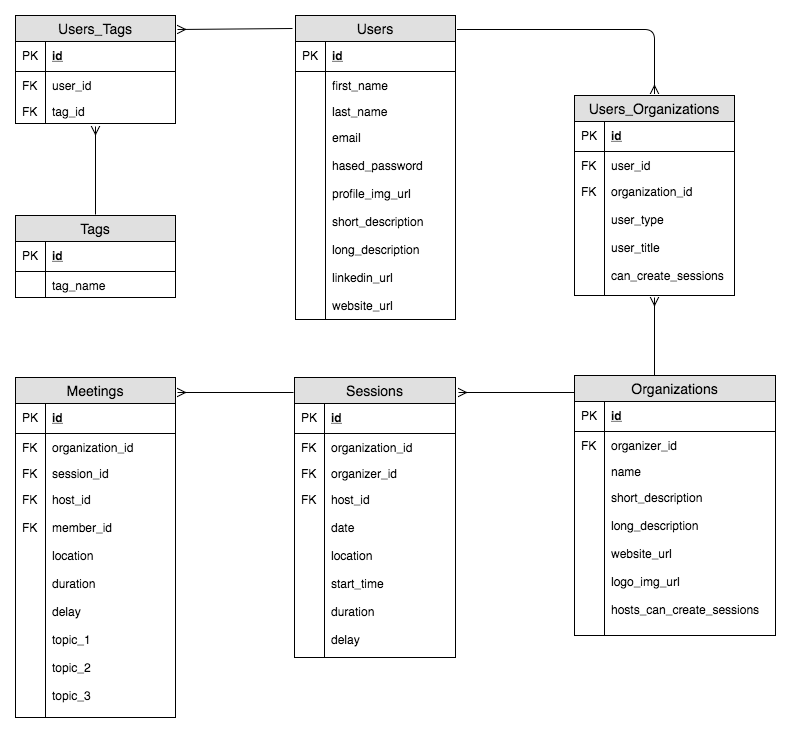 Users_Tags
PK id
FK user_id
FK tag_id
Users
PK id
first_name
last_name
email
hased_password
profile_img_url
short_description
long_description
linkedin_url
website_url
Users_Organizations
PK id
FK user_id
FK organization_id
user_type
user_title
can_create_sessions
Tags
PK id
tag_name
Meetings
PK id
FK organization_id
FK session_id
FK host_id
FK member_id
location
duration
delay
topic_1
topic_2
topic_3
Sessions
PK id
FK organization_id
FK organizer_id
FK host_id
date
location
start_time
duration
delay
Organizations
PK id
FK organizer_id
name
short_description
long_description
website_url
logo_img_url
hosts_can_create_sessions